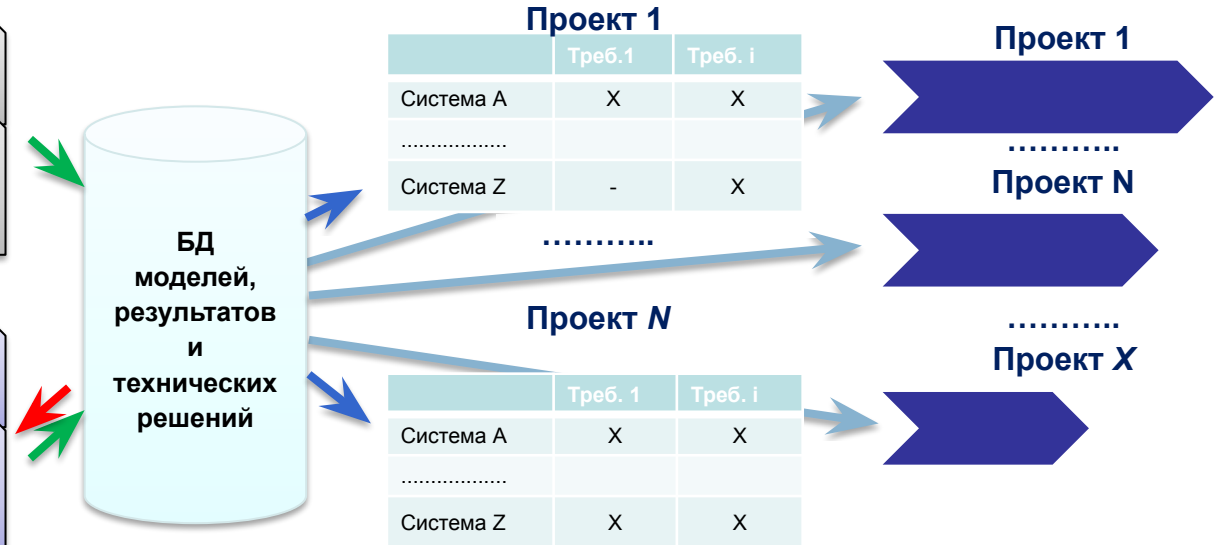 БД
моделей,
результатов
и
технических
решений
Проект 1
Треб.1 Треб. i
Система A X X
..................
Система Z - X
………..
Проект N
Треб. 1 Треб. i
Система A X X
..................
Система Z X X
Проект 1
………..
Проект N
………..
Проект X